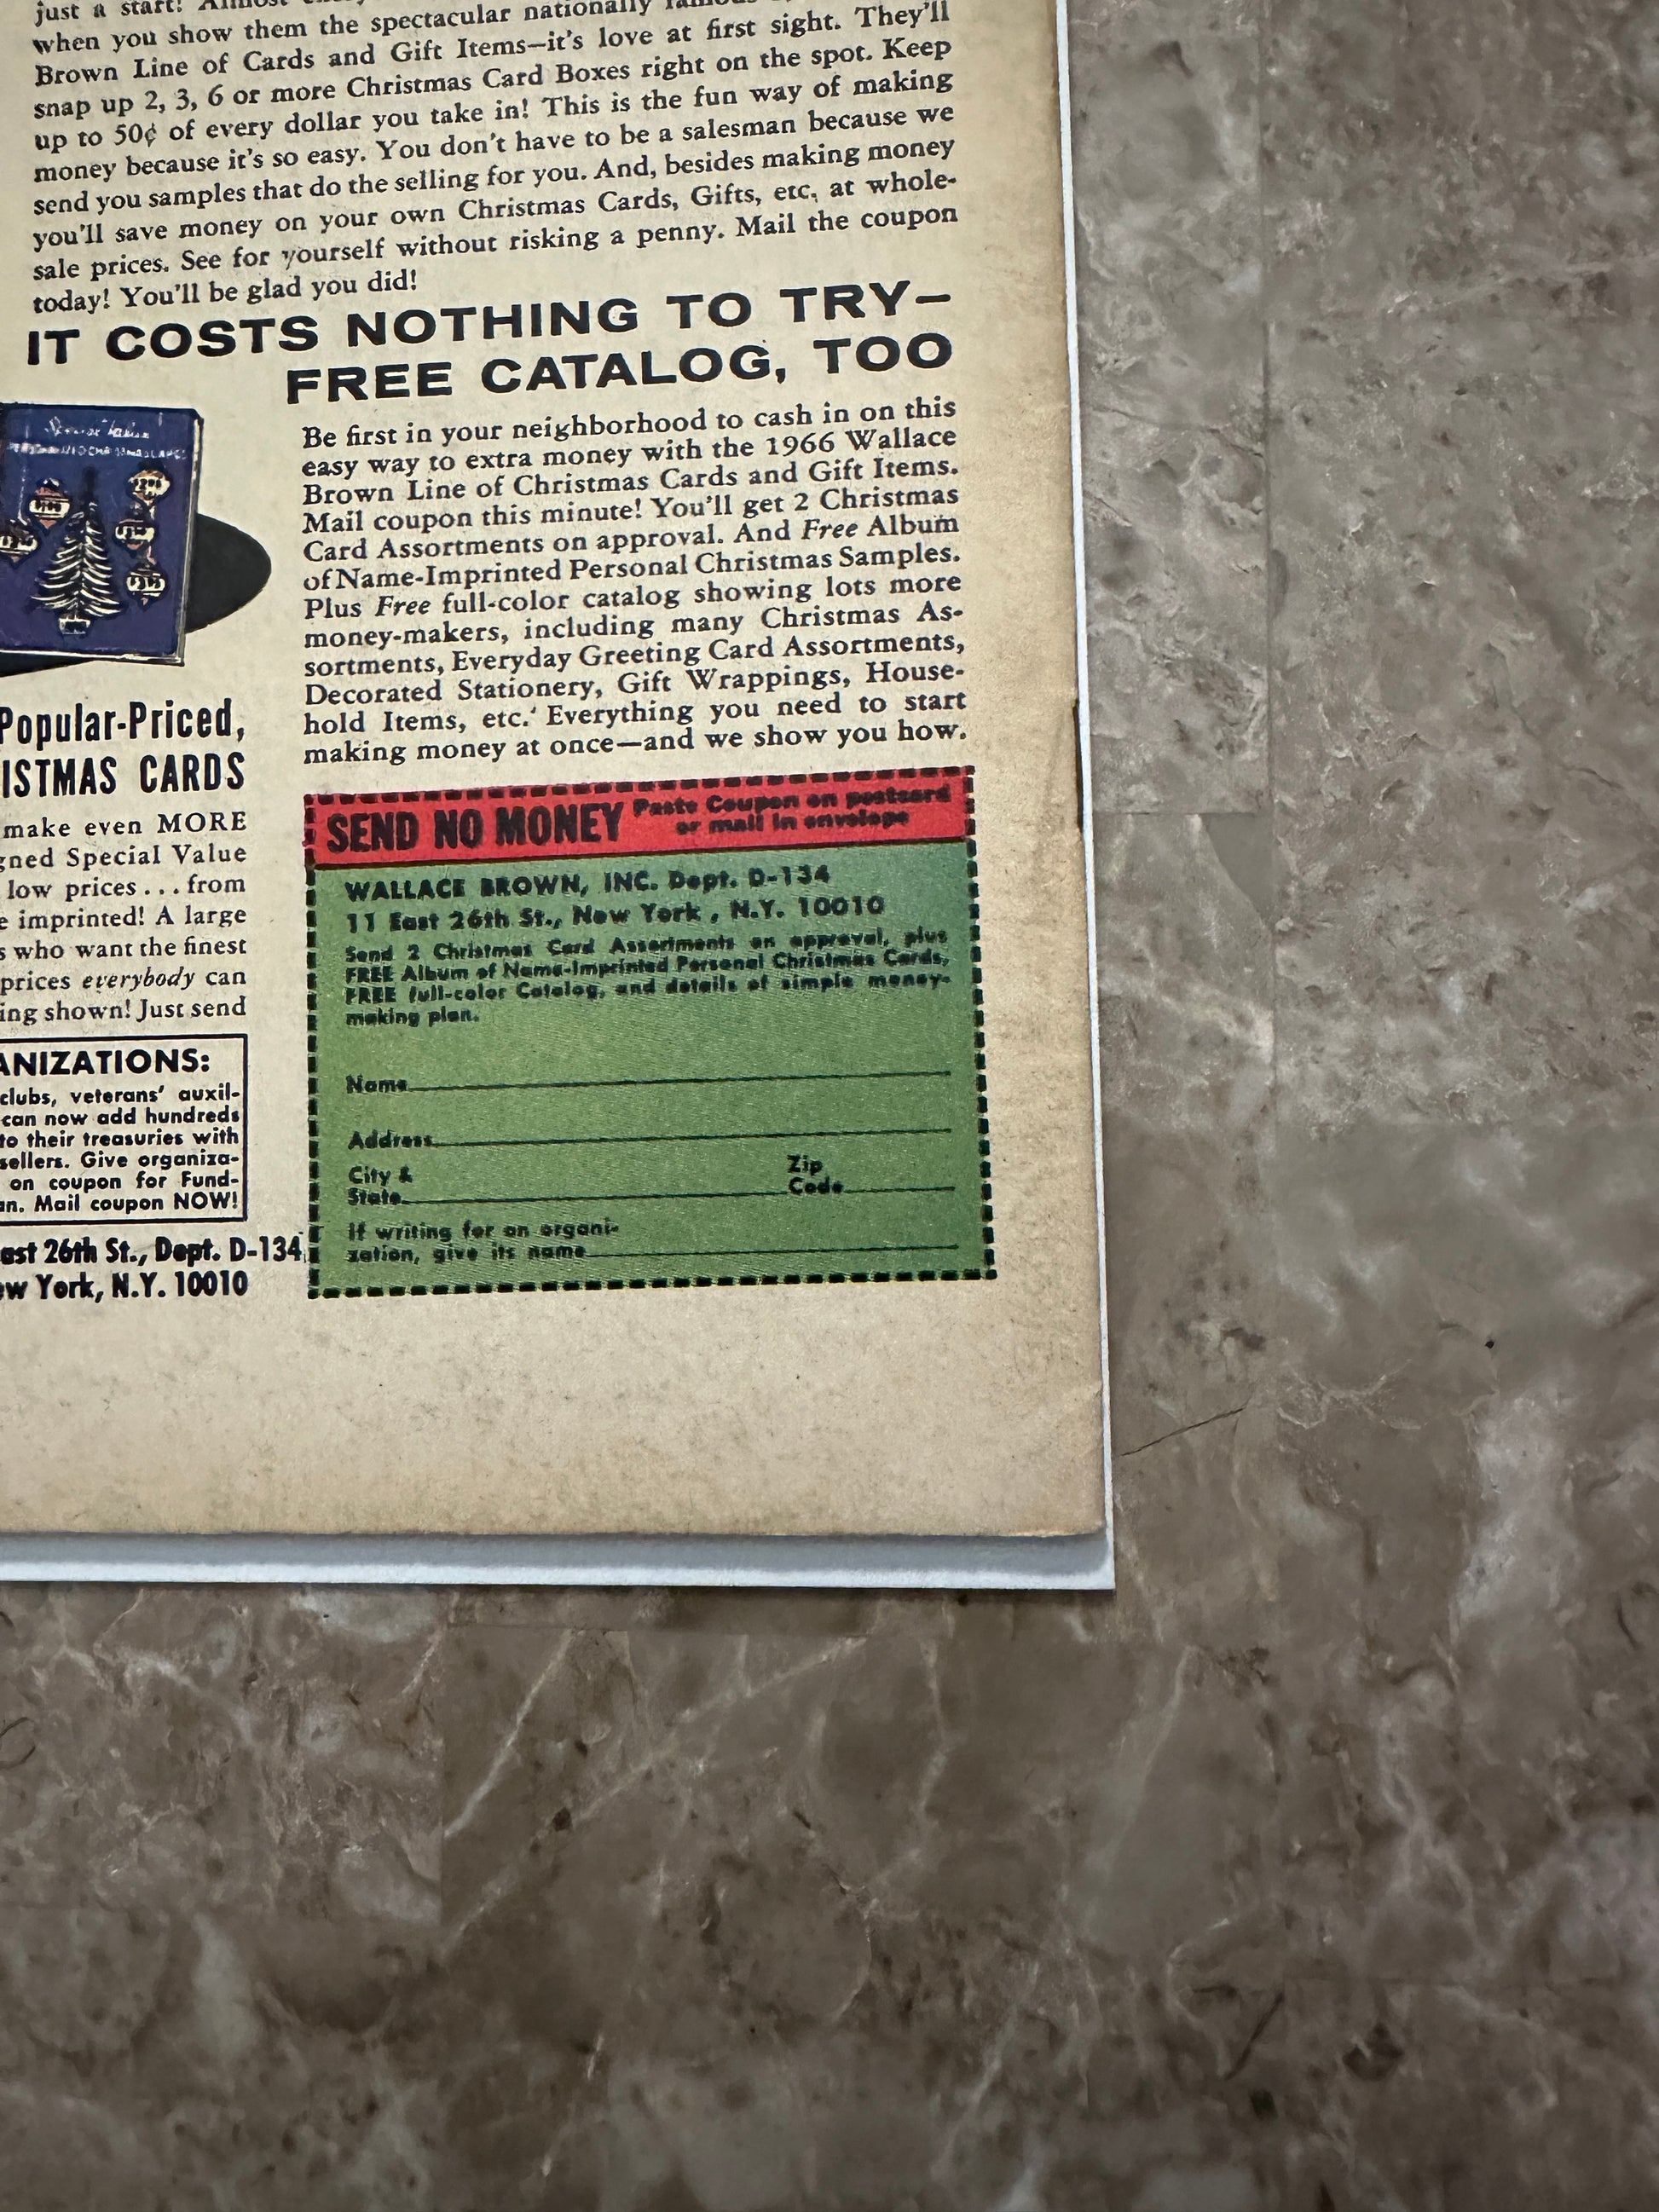 just a start!
when you show them the spectacular nationally
Brown Line of Cards and Gift Items—it's love at first sight. They'll
snap up 2, 3, 6 or more Christmas Card Boxes right on the spot. Keep
up to 50¢ of every dollar you take in! This is the fun way of making
money because it's so easy. You don't have to be a salesman because we
send you samples that do the selling for you. And, besides making money
you'll save money on your own Christmas Cards, Gifts, etc. at whole-
sale prices. See for yourself without risking a penny. Mail the coupon
today! You'll be glad you did!
IT COSTS NOTHING TO TRY—
FREE CATALOG, TOO
Be first in your neighborhood to cash in on this
easy way to extra money with the 1966 Wallace
Brown Line of Christmas Cards and Gift Items.
Mail coupon this minute! You'll get 2 Christmas
Card Assortments on approval. And Free Album
of Name-Imprinted Personal Christmas Samples.
Plus Free full-color catalog showing lots more
money-makers, including many Christmas As-
sortments, Everyday Greeting Card Assortments,
Decorated Stationery, Gift Wrappings, House-
hold Items, etc. Everything you need to start
making money at once—and we show you how.
Popular-Priced,
ISTMAS CARDS
make even MORE
gned Special Value
low prices... from
e imprinted! A large
s who want the finest
prices everybody can
ing shown! Just send
ANIZATIONS:
clubs, veterans' auxil-
can now add hundreds
to their treasuries with
sellers. Give organiza-
on coupon for Fund-
an. Mail coupon NOW!
ast 26th St., Dept. D-134
ew York, N.Y. 10010
SEND NO MONEY Paste Coupon on postcard
or mail in envelope
WALLACE BROWN, INC. Dept. D-134
11 East 26th St., New York, N.Y. 10010
Send 2 Christmas Card Assortments on approval, plus
FREE Album of Name-Imprinted Personal Christmas Cards,
FREE full-color Catalog, and details of simple money-
making plan.
Name
Address
City & State
Zip Code
If writing for an organi-
zation, give its name